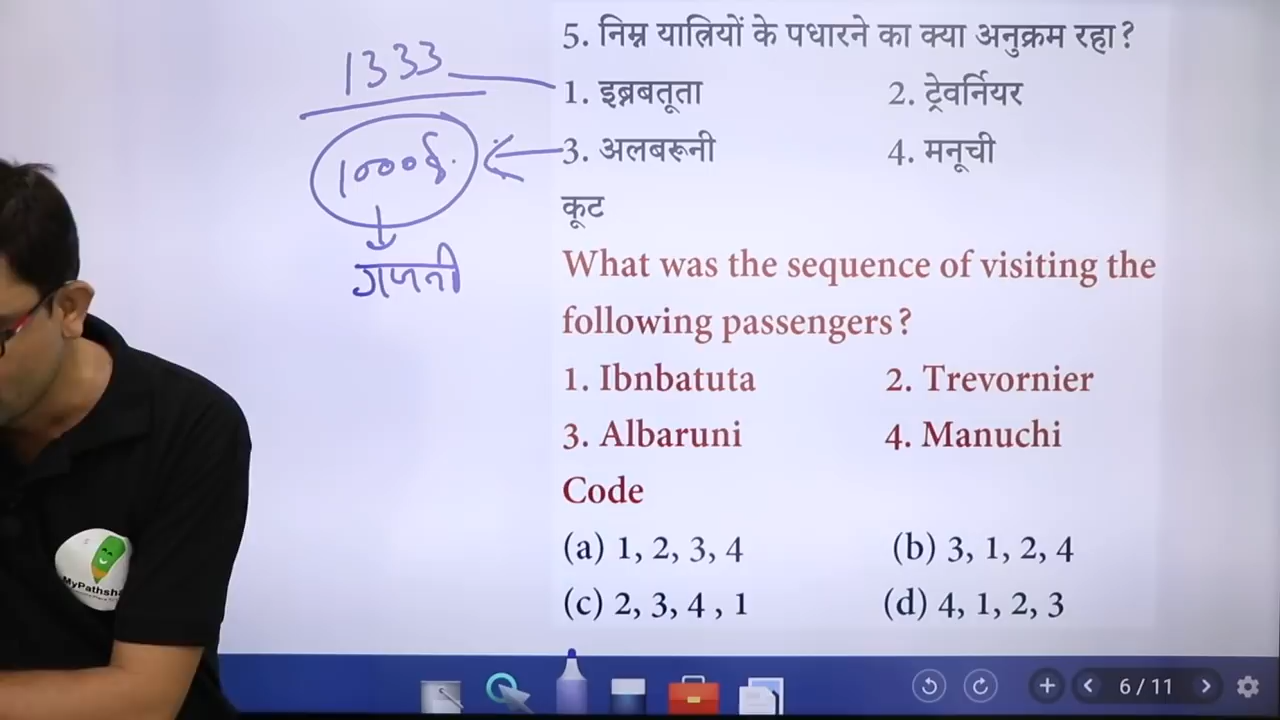 5. निम्न यात्रियों के पधारने का क्या अनुक्रम रहा?
1333
1. इब्नबतूता 2. ट्रेवर्नियर
1000ई. 3. अलबरूनी 4. मनूची
कूट
गजनी
What was the sequence of visiting the
following passengers?
1. Ibnbatuta 2. Trevornier
3. Albaruni 4. Manuchi
Code
(a) 1, 2, 3, 4 (b) 3, 1, 2, 4
(c) 2, 3, 4 , 1 (d) 4, 1, 2, 3
MyPathsha
6 / 11